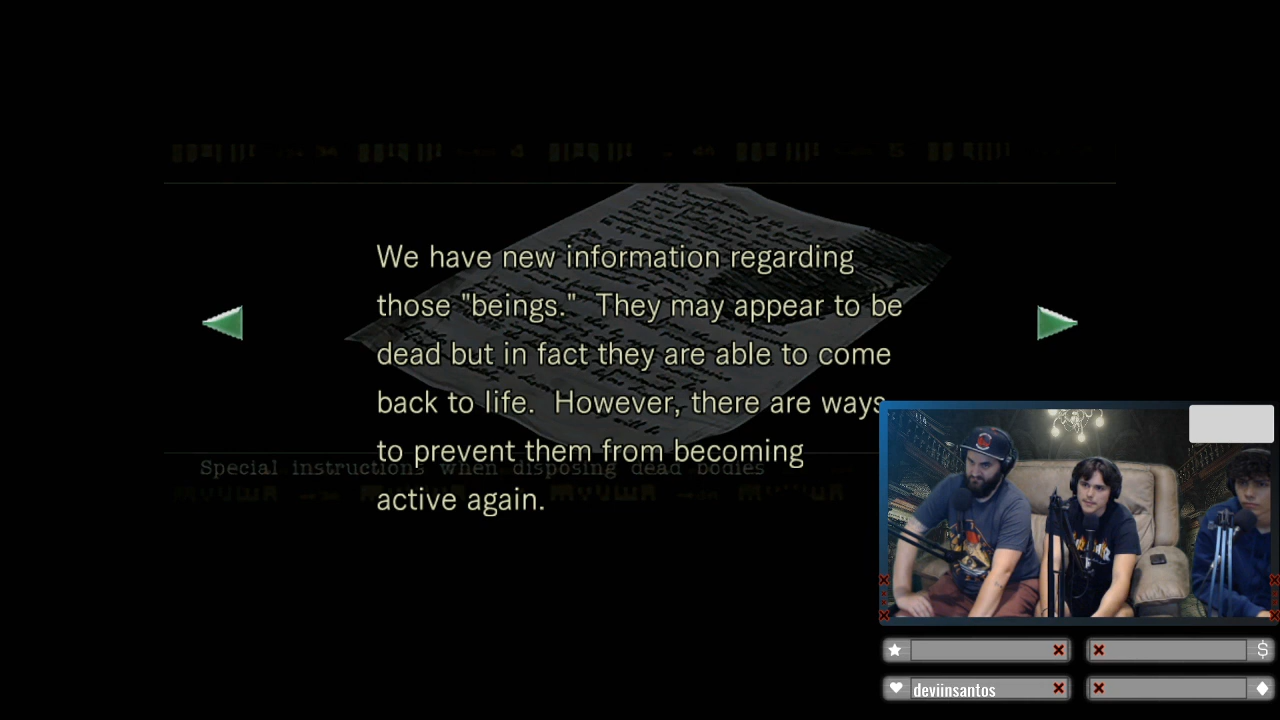 We have new information regarding
those "beings."  They may appear to be
dead but in fact they are able to come
back to life.  However, there are ways
to prevent them from becoming
Special instructions when disposing dead bodies
active again.
deviinsantos
$